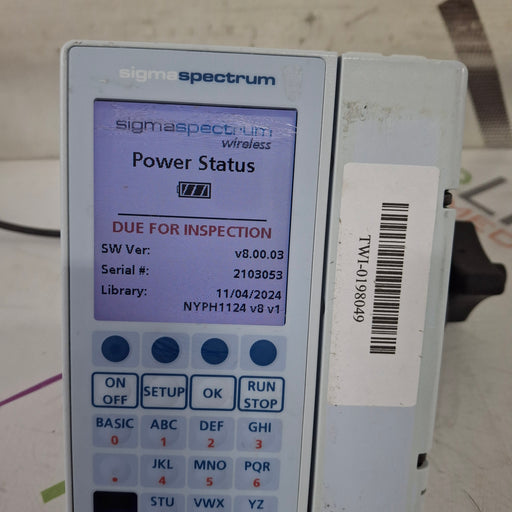 sigmaspectrum
sigmaspectrum
wireless
Power Status
DUE FOR INSPECTION
SW Ver: v8.00.03
Serial #: 2103053
Library: 11/04/2024
NYPH1124 v8 v1
TWI-0198049
ON OFF
SETUP
OK
RUN STOP
BASIC 0
ABC 1
DEF 2
GHI 3
.
JKL 4
MNO 5
PQR 6
STU
VWX
YZ